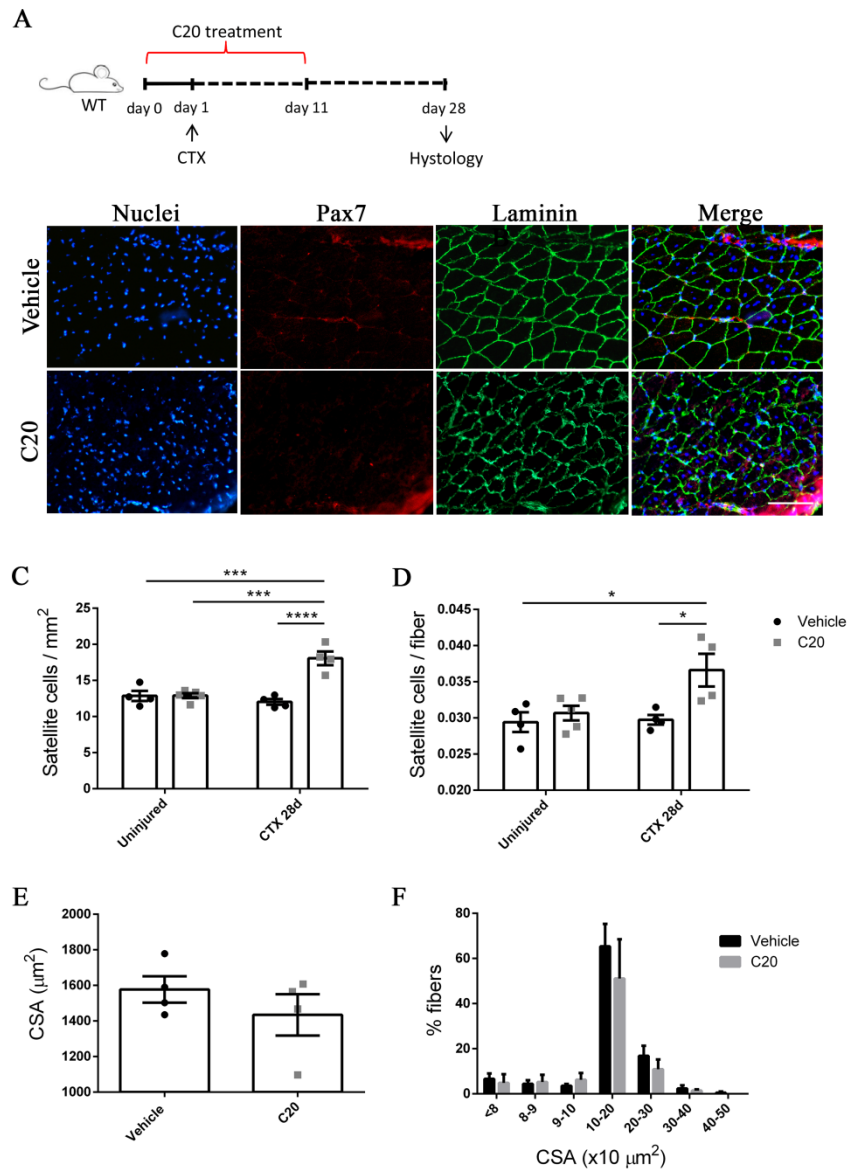 A
C20 treatment
WT
day 0 day 1 day 11 day 28
CTX Hystology
Nuclei Pax7 Laminin Merge
Vehicle
C20
C
*** 
***
****
Satellite cells / mm²
25
20
15
10
5
0
Uninjured CTX 28d
D
*
*
Satellite cells / fiber
0.045
0.040
0.035
0.030
0.025
0.020
Uninjured CTX 28d
Vehicle
C20
E
CSA (μm²)
2000
1800
1600
1400
1200
1000
Vehicle C20
F
% fibers
80
60
40
20
0
<8 8-9 9-10 10-20 20-30 30-40 40-50
CSA (x10 μm²)
Vehicle
C20